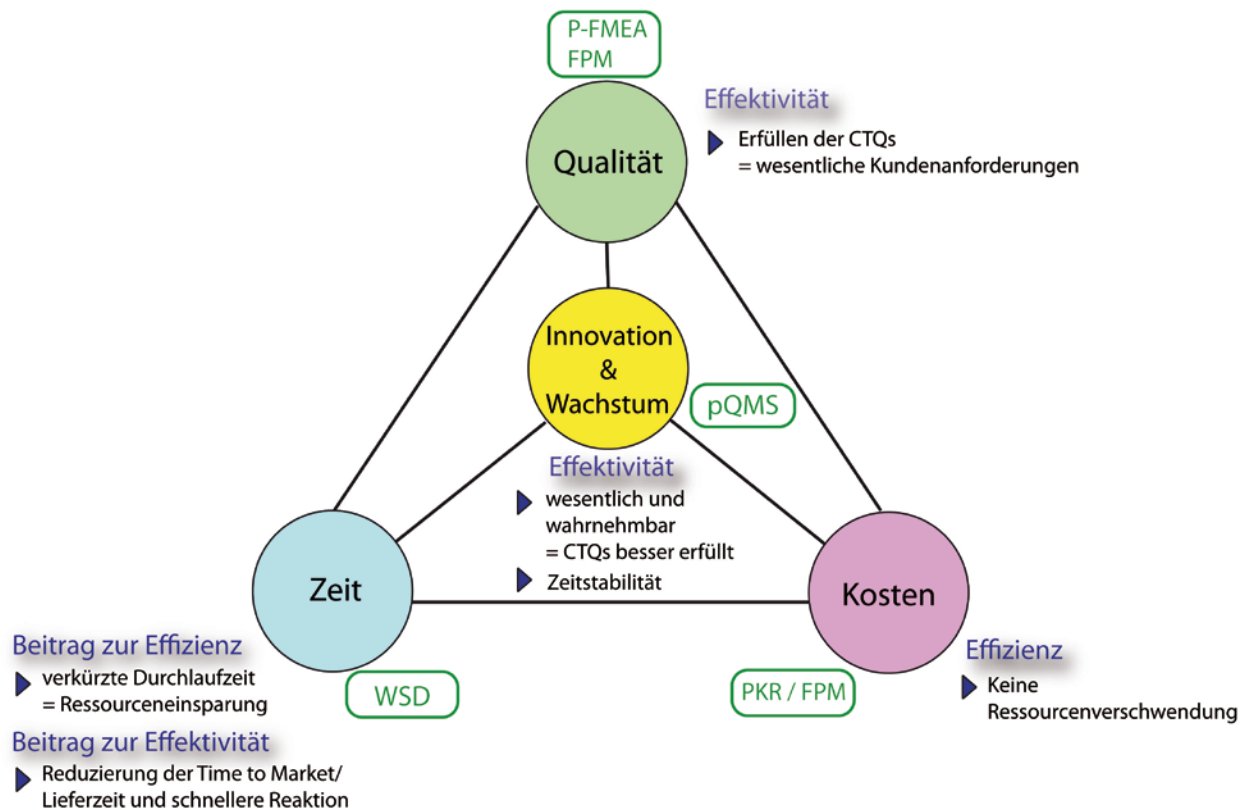 P-FMEA
FPM
Qualität
Effektivität
Erfüllen der CTQs
= wesentliche Kundenanforderungen
Innovation
&
Wachstum
pQMS
Effektivität
wesentlich und
wahrnehmbar
= CTQs besser erfüllt
Zeitstabilität
Zeit
Kosten
Beitrag zur Effizienz
verkürzte Durchlaufzeit
= Ressourceneinsparung
WSD
PKR / FPM
Effizienz
Keine
Ressourcenverschwendung
Beitrag zur Effektivität
Reduzierung der Time to Market/
Lieferzeit und schnellere Reaktion